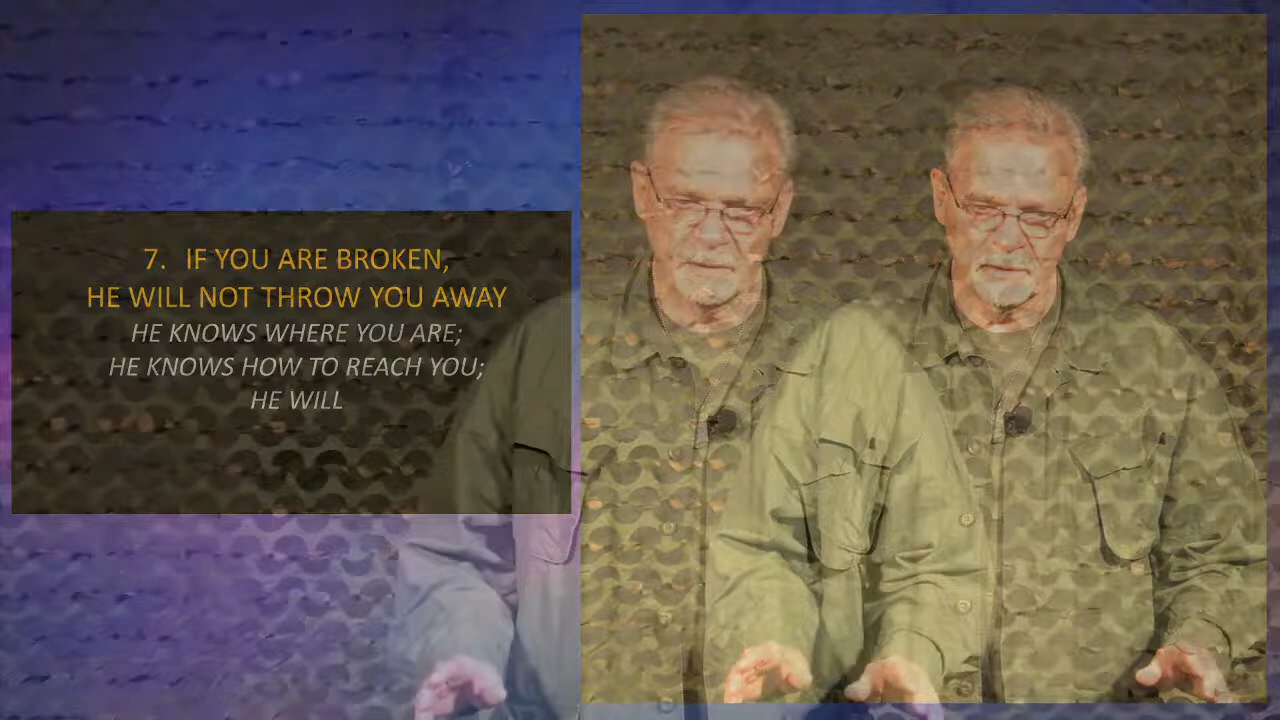 7. IF YOU ARE BROKEN,
HE WILL NOT THROW YOU AWAY
HE KNOWS WHERE YOU ARE;
HE KNOWS HOW TO REACH YOU;
HE WILL